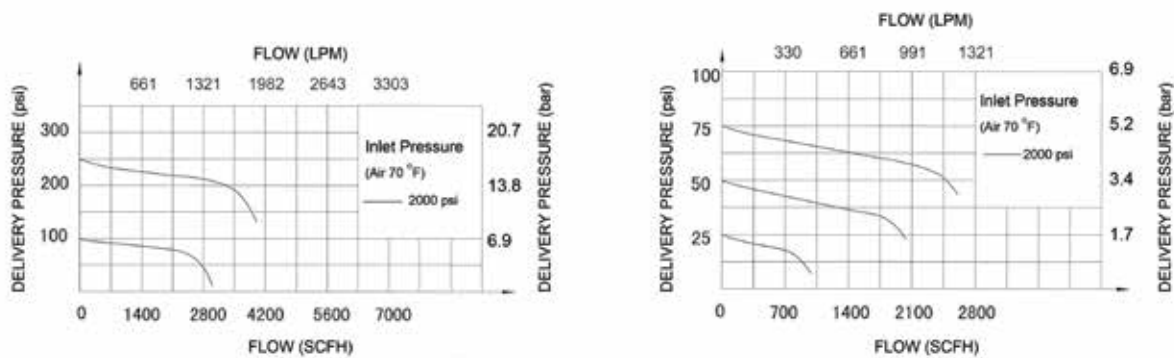 FLOW (LPM)
661 1321 1982 2643 3303
DELIVERY PRESSURE (psi)
300
200
100
Inlet Pressure
(Air 70 °F)
2000 psi
20.7
13.8
6.9
DELIVERY PRESSURE (bar)
0 1400 2800 4200 5600 7000
FLOW (SCFH)
FLOW (LPM)
330 661 991 1321
DELIVERY PRESSURE (psi)
100
75
50
25
Inlet Pressure
(Air 70 °F)
2000 psi
6.9
5.2
3.4
1.7
DELIVERY PRESSURE (bar)
0 700 1400 2100 2800
FLOW (SCFH)